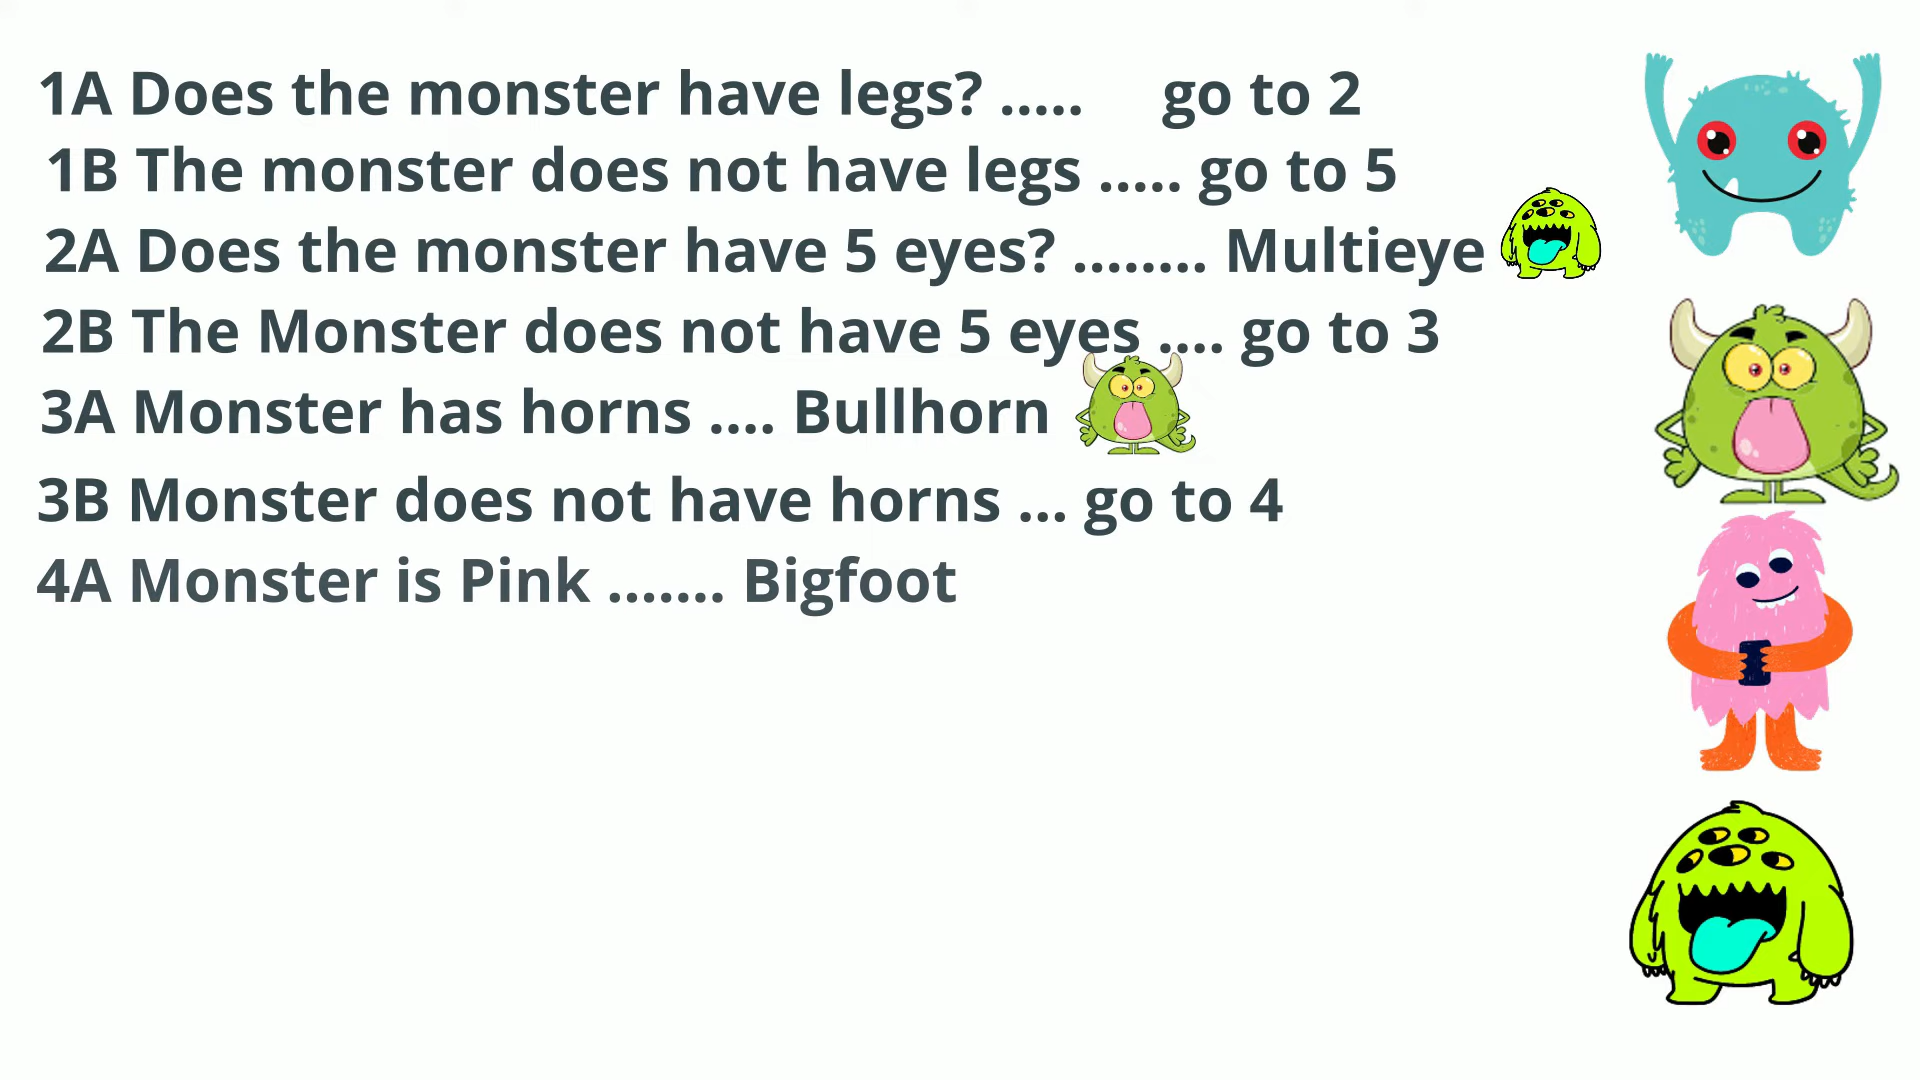 1A Does the monster have legs? ..... go to 2
1B The monster does not have legs ..... go to 5
2A Does the monster have 5 eyes? ........ Multieye
2B The Monster does not have 5 eyes .... go to 3
3A Monster has horns .... Bullhorn
3B Monster does not have horns ... go to 4
4A Monster is Pink ....... Bigfoot